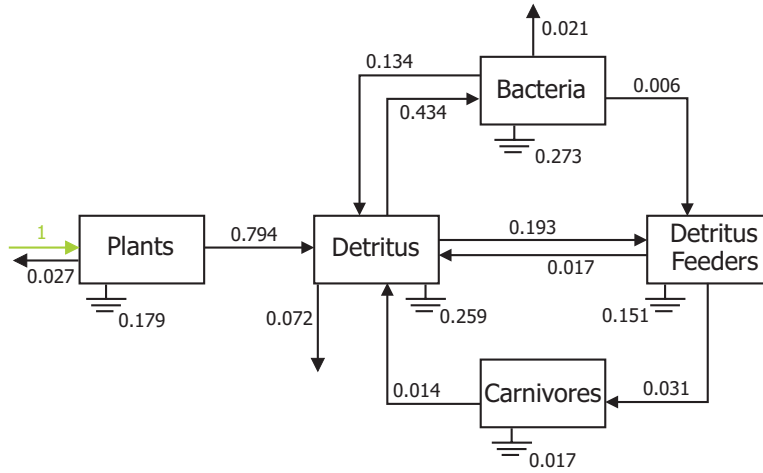 0.021
0.134
Bacteria
0.006
0.434
0.273
1
Plants
0.794
Detritus
0.193
Detritus
Feeders
0.027
0.017
0.179
0.072
0.259
0.151
Carnivores
0.014
0.031
0.017